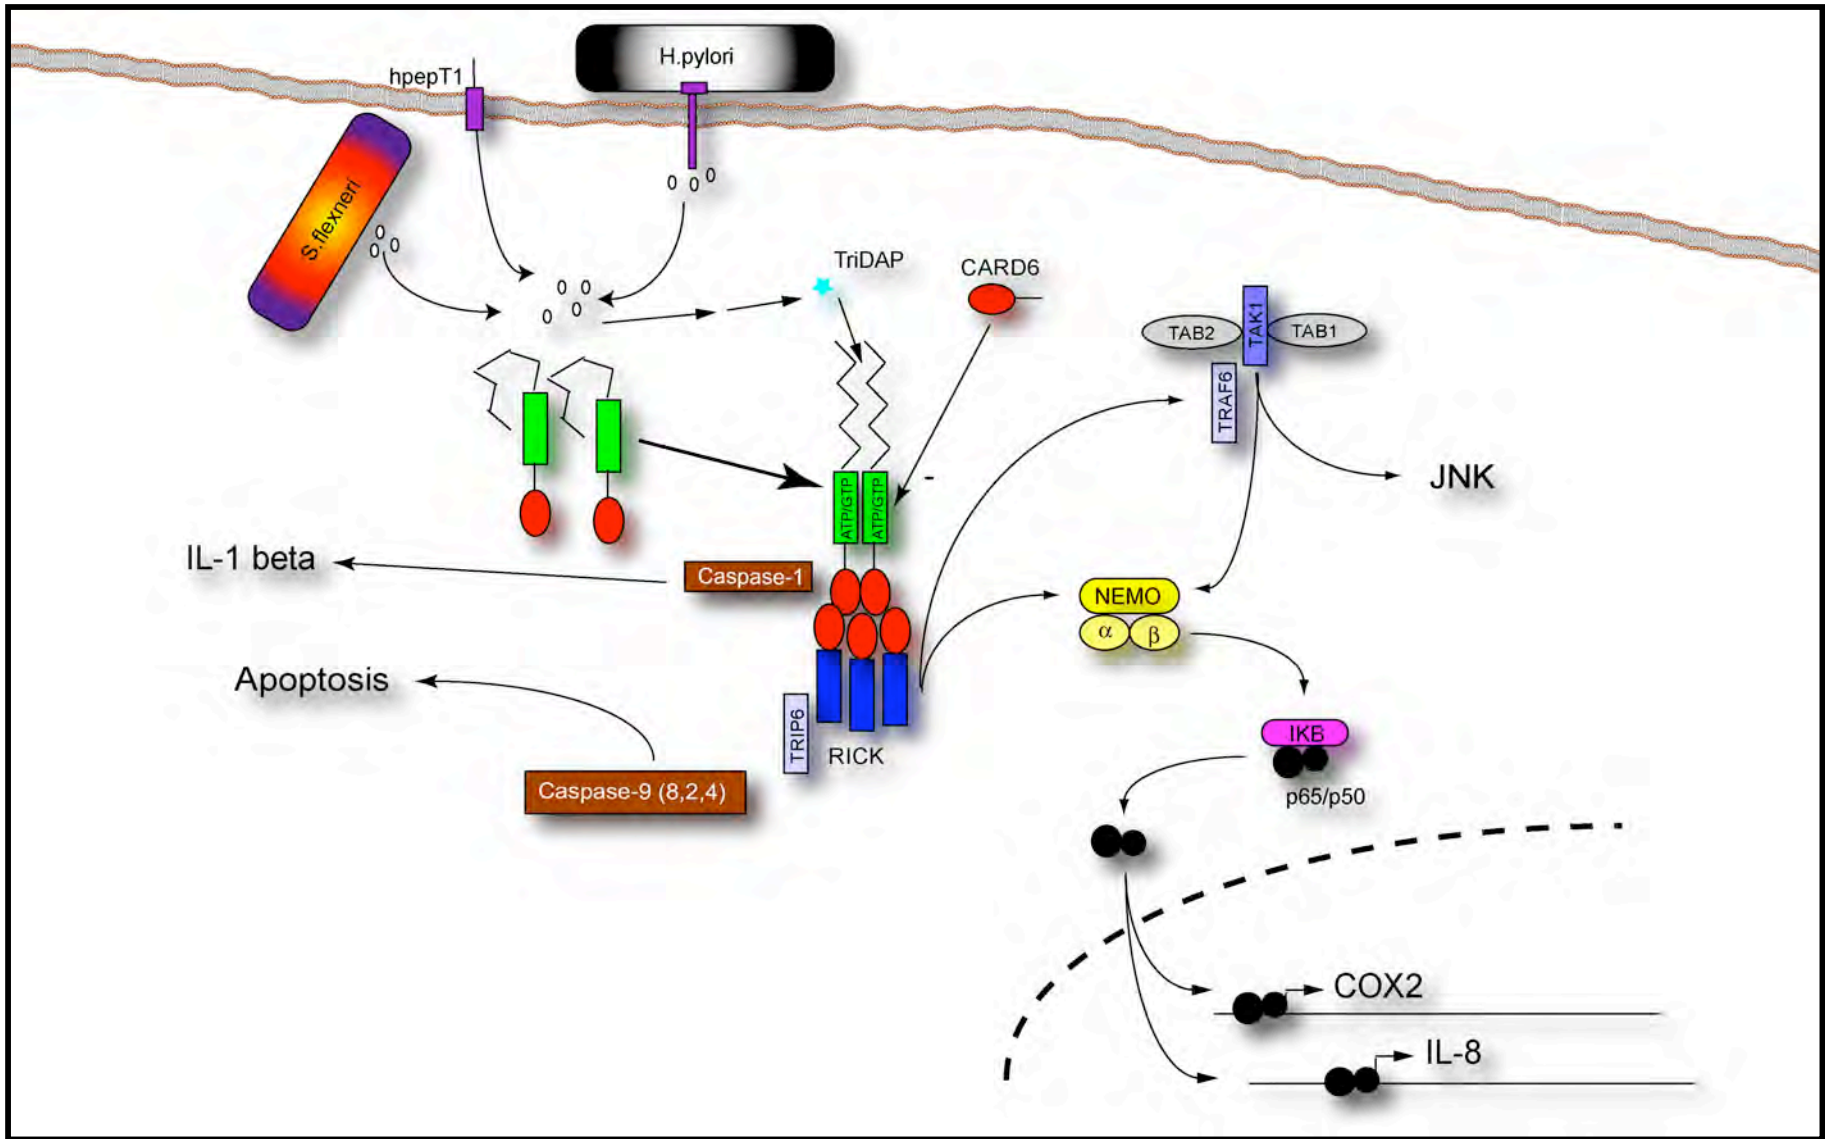 H.pylori
hpepT1
S.flexneri
TriDAP
CARD6
TAB2
TAK1
TAB1
TRAF6
JNK
ATP/GTP
ATP/GTP
-
IL-1 beta
Caspase-1
NEMO
α
β
Apoptosis
TRIP6
RICK
IKB
p65/p50
Caspase-9 (8,2,4)
COX2
IL-8